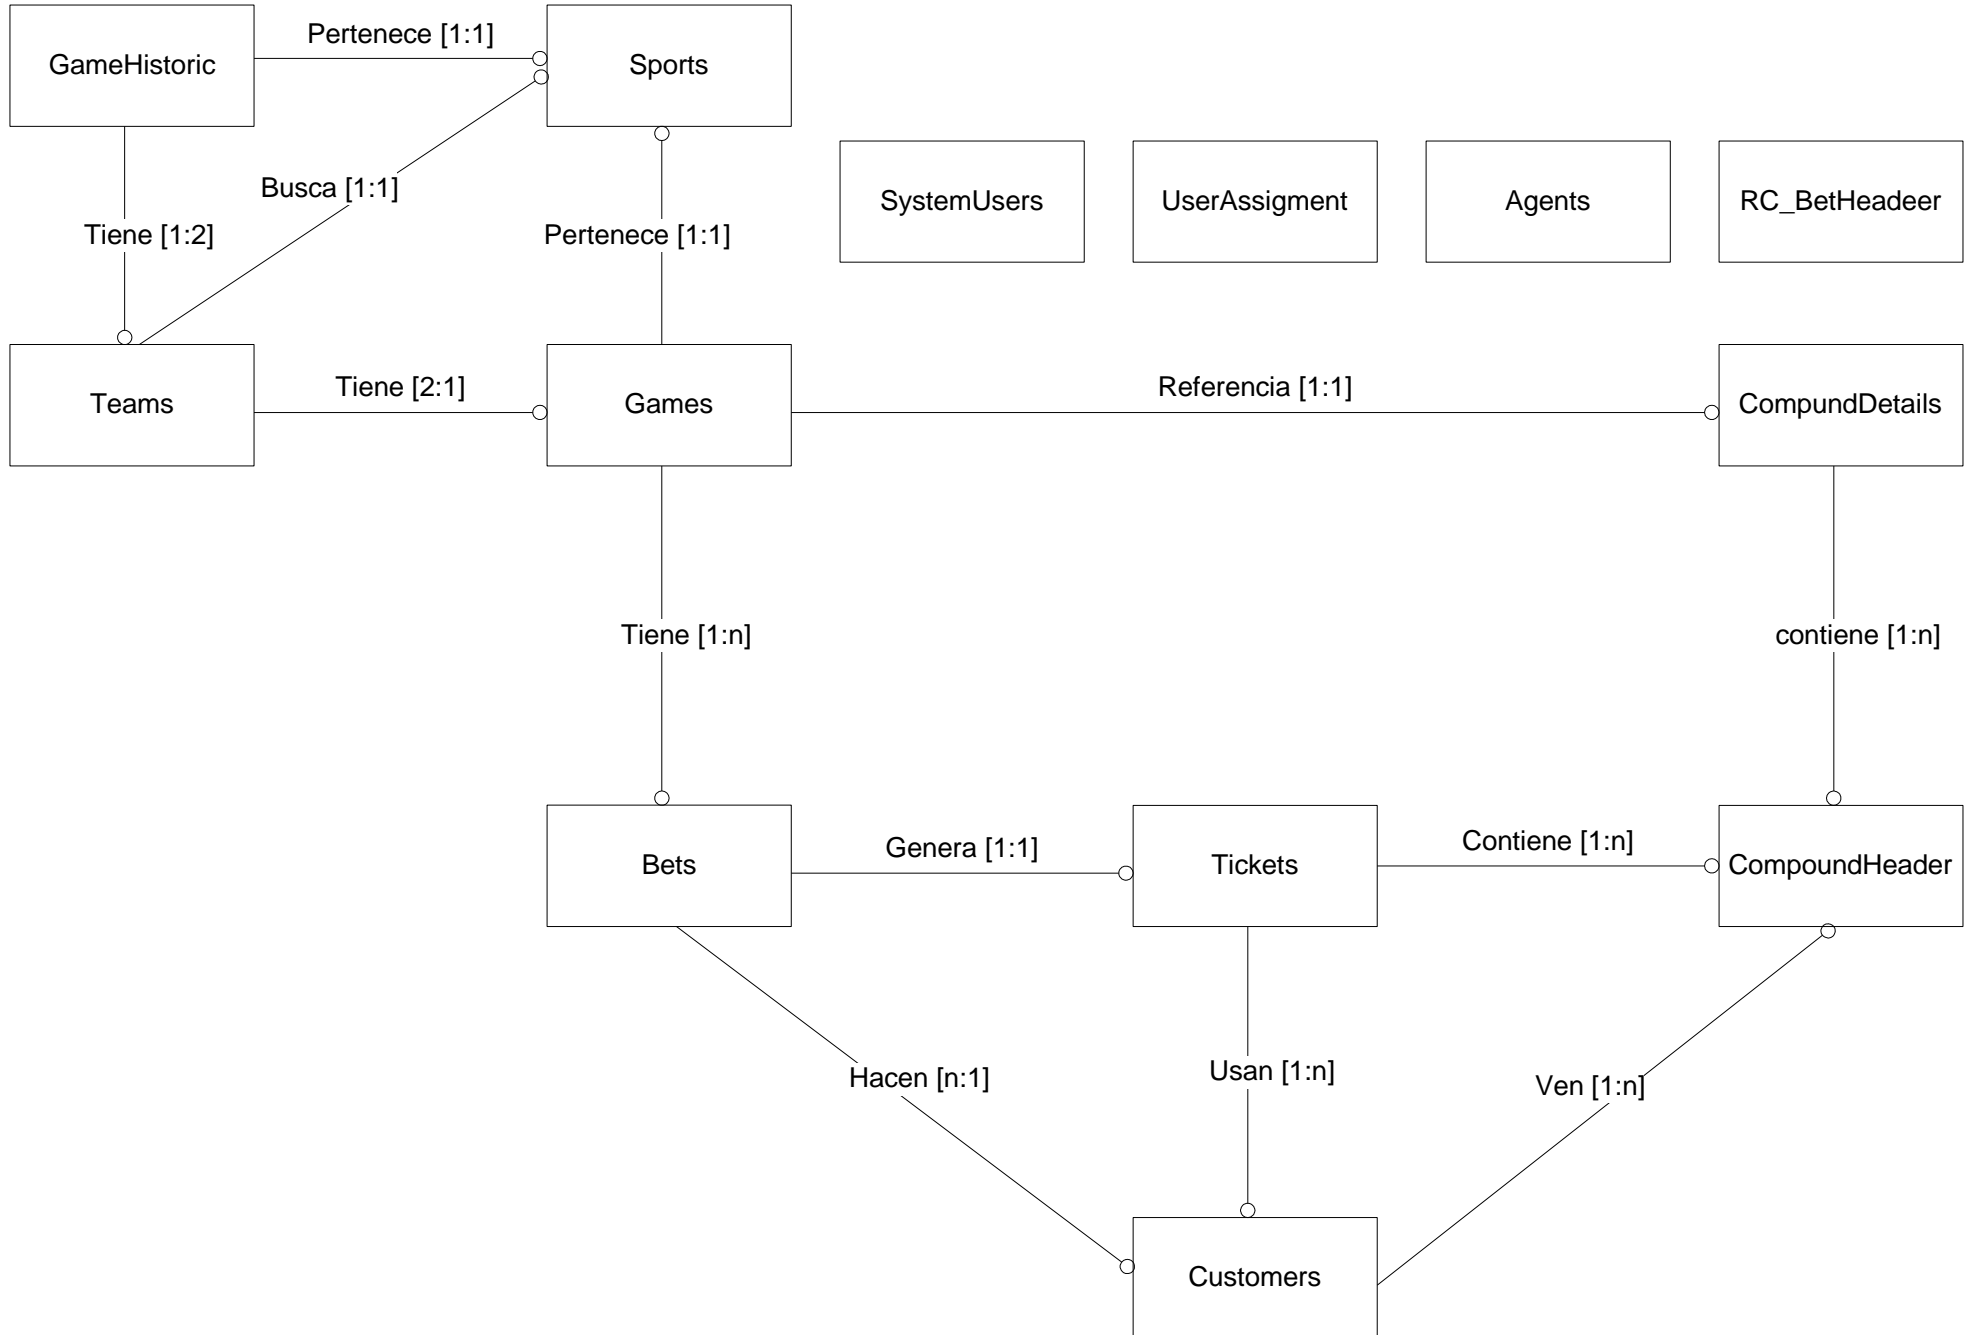 Pertenece [1:1]
GameHistoric
Sports
Busca [1:1]
Tiene [1:2]
Pertenece [1:1]
SystemUsers
UserAssigment
Agents
RC_BetHeadeer
Teams
Tiene [2:1]
Games
Referencia [1:1]
CompundDetails
Tiene [1:n]
contiene [1:n]
Bets
Genera [1:1]
Tickets
Contiene [1:n]
CompoundHeader
Hacen [n:1]
Usan [1:n]
Ven [1:n]
Customers